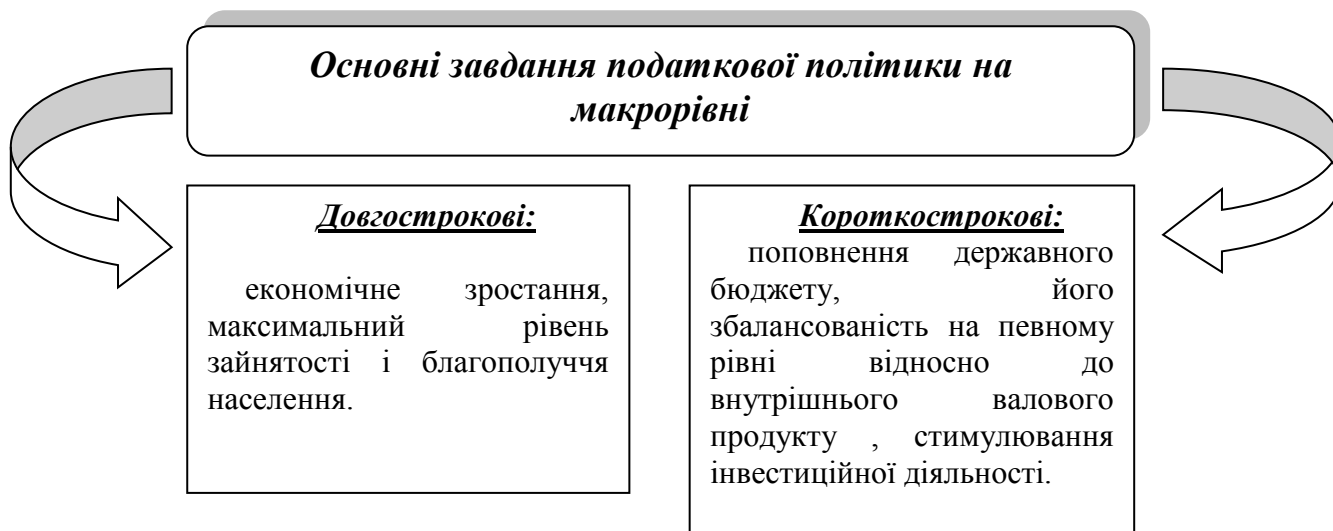 Основні завдання податкової політики на
макрорівні
Довгострокові:
економічне зростання,
максимальний рівень
зайнятості і благополуччя
населення.
Короткострокові:
поповнення державного
бюджету, його
збалансованість на певному
рівні відносно до
внутрішнього валового
продукту , стимулювання
інвестиційної діяльності.